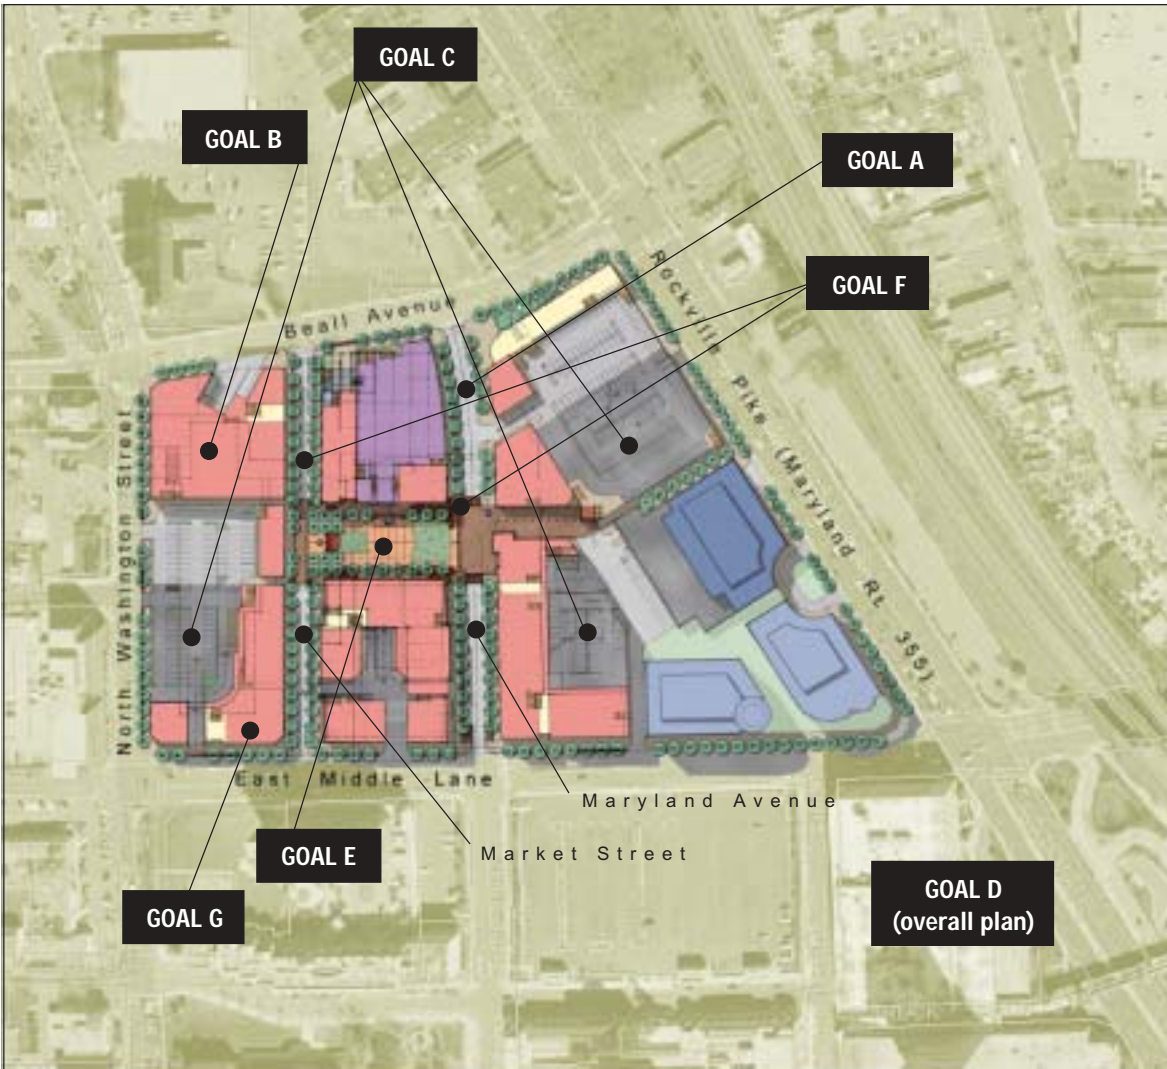 GOAL C
GOAL B
GOAL A
GOAL F
Beall Avenue
Rockville Pike (Maryland Rt 355)
North Washington Street
East Middle Lane
Maryland Avenue
Market Street
GOAL E
GOAL D
(overall plan)
GOAL G